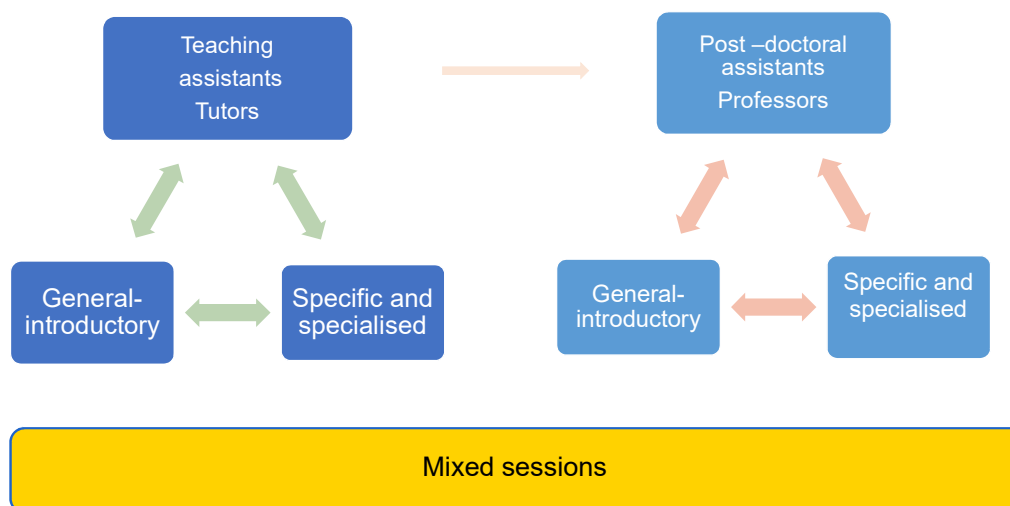 Teaching
assistants
Tutors
Post –doctoral
assistants
Professors
General-
introductory
Specific and
specialised
General-
introductory
Specific and
specialised
Mixed sessions